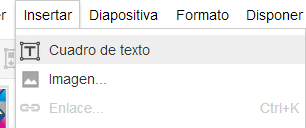 Insertar Diapositiva Formato Disponer
Cuadro de texto
Imagen...
Enlace... Ctrl+K